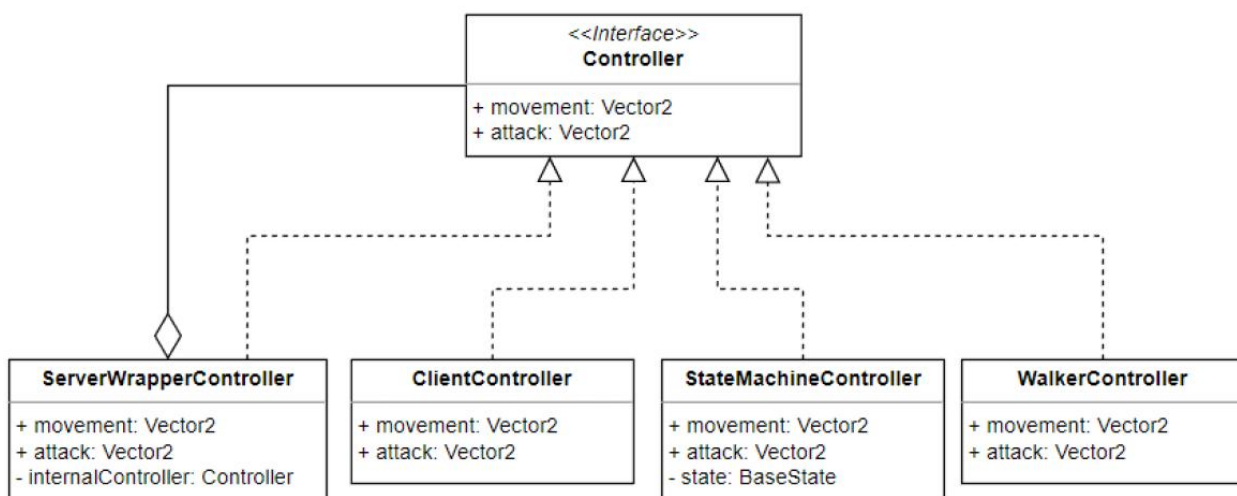 <<Interface>>
Controller
+ movement: Vector2
+ attack: Vector2
ServerWrapperController
+ movement: Vector2
+ attack: Vector2
- internalController: Controller
ClientController
+ movement: Vector2
+ attack: Vector2
StateMachineController
+ movement: Vector2
+ attack: Vector2
- state: BaseState
WalkerController
+ movement: Vector2
+ attack: Vector2